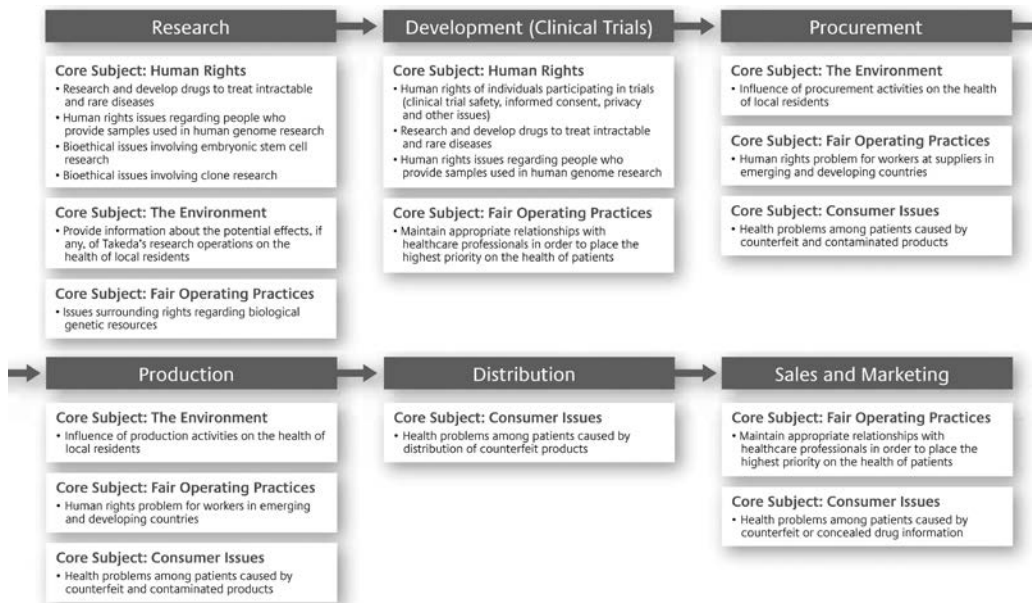 Research
Core Subject: Human Rights
• Research and develop drugs to treat intractable
and rare diseases
• Human rights issues regarding people who
provide samples used in human genome research
• Bioethical issues involving embryonic stem cell
research
• Bioethical issues involving clone research
Core Subject: The Environment
• Provide information about the potential effects, if
any, of Takeda's research operations on the
health of local residents
Core Subject: Fair Operating Practices
• Issues surrounding rights regarding biological
genetic resources
Development (Clinical Trials)
Core Subject: Human Rights
• Human rights of individuals participating in trials
(clinical trial safety, informed consent, privacy
and other issues)
• Research and develop drugs to treat intractable
and rare diseases
• Human rights issues regarding people who
provide samples used in human genome research
Core Subject: Fair Operating Practices
• Maintain appropriate relationships with
healthcare professionals in order to place the
highest priority on the health of patients
Procurement
Core Subject: The Environment
• Influence of procurement activities on the health
of local residents
Core Subject: Fair Operating Practices
• Human rights problem for workers at suppliers in
emerging and developing countries
Core Subject: Consumer Issues
• Health problems among patients caused by
counterfeit and contaminated products
Production
Core Subject: The Environment
• Influence of production activities on the health of
local residents
Core Subject: Fair Operating Practices
• Human rights problem for workers in emerging
and developing countries
Core Subject: Consumer Issues
• Health problems among patients caused by
counterfeit and contaminated products
Distribution
Core Subject: Consumer Issues
• Health problems among patients caused by
distribution of counterfeit products
Sales and Marketing
Core Subject: Fair Operating Practices
• Maintain appropriate relationships with
healthcare professionals in order to place the
highest priority on the health of patients
Core Subject: Consumer Issues
• Health problems among patients caused by
counterfeit or concealed drug information